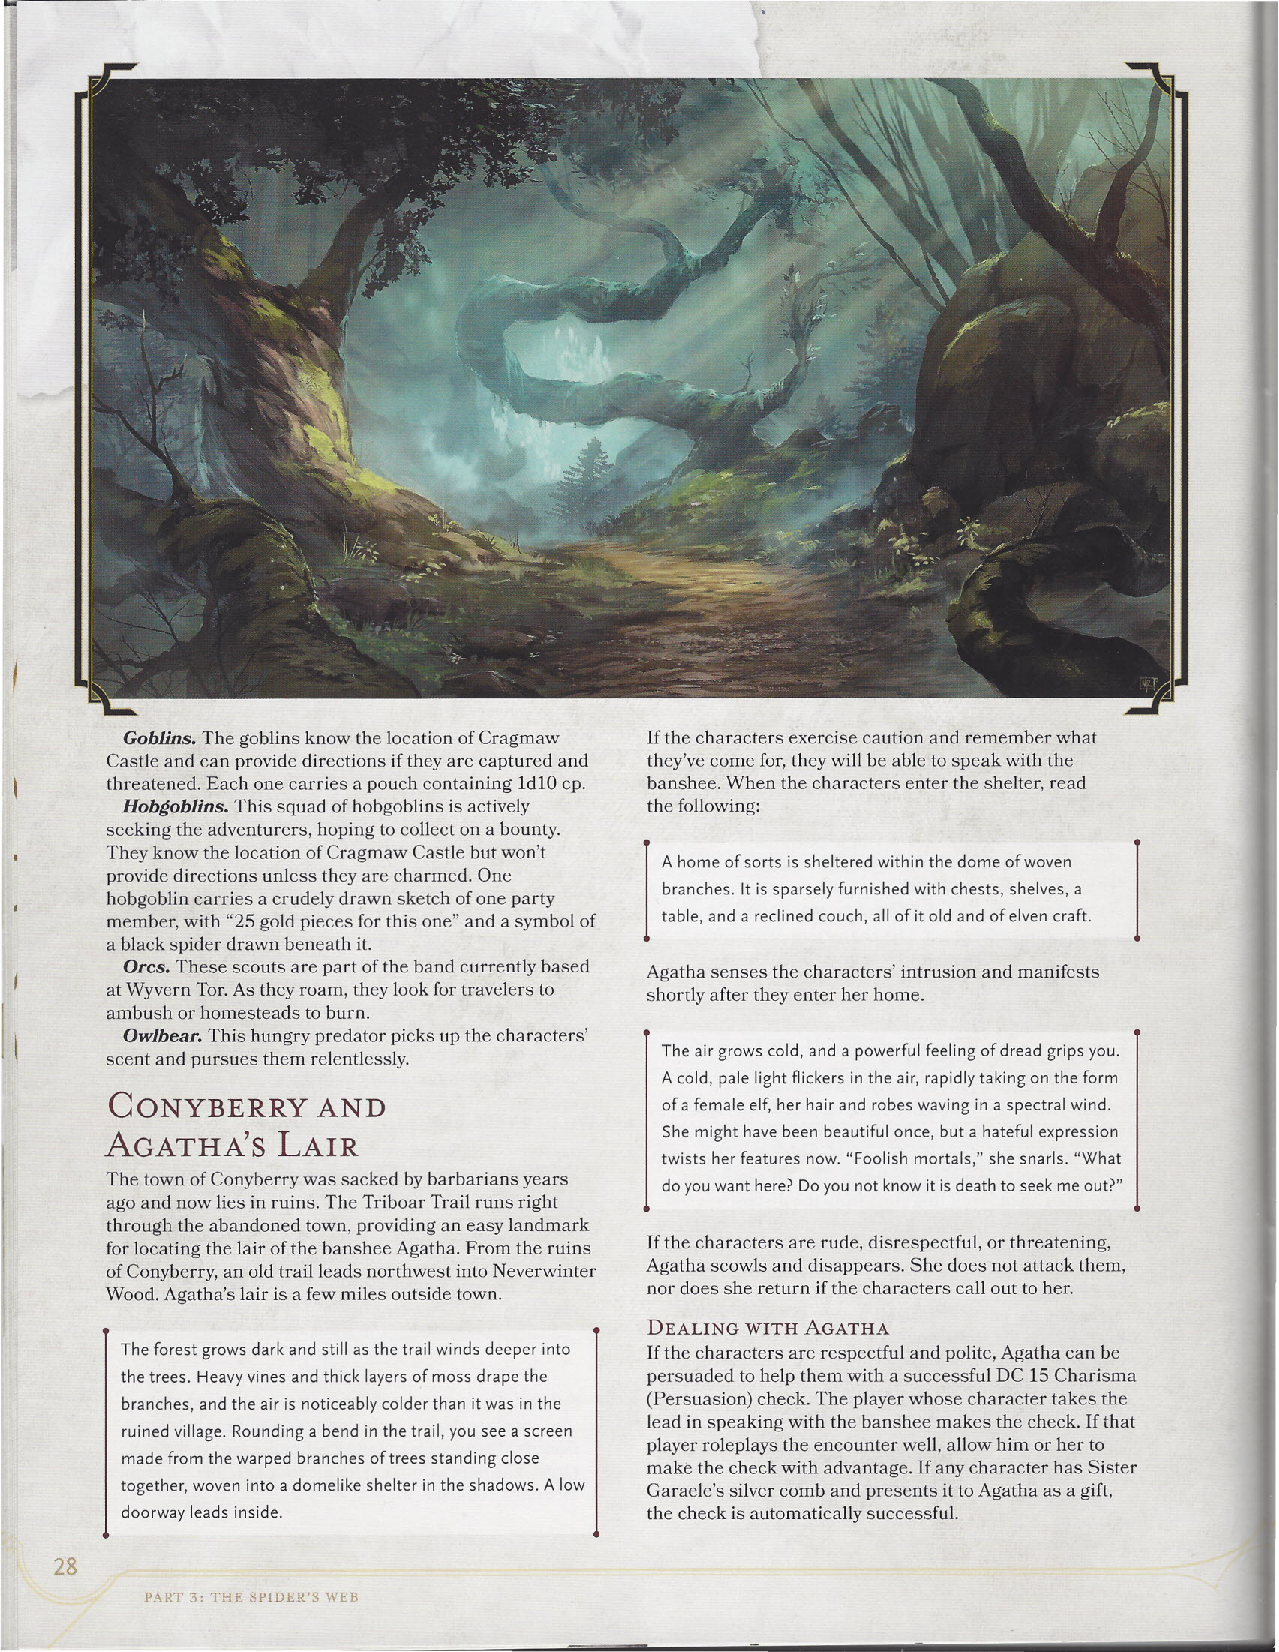 Goblins. The goblins know the location of Cragmaw
Castle and can provide directions if they are captured and
threatened. Each one carries a pouch containing 1d10 cp.
Hobgoblins. This squad of hobgoblins is actively
seeking the adventurers, hoping to collect on a bounty.
They know the location of Cragmaw Castle but won't
provide directions unless they are charmed. One
hobgoblin carries a crudely drawn sketch of one party
member, with “25 gold pieces for this one” and a symbol of
a black spider drawn beneath it.
Orcs. These scouts are part of the band currently based
at Wyvern Tor. As they roam, they look for travelers to
ambush or homesteads to burn.
Owlbear. This hungry predator picks up the characters'
scent and pursues them relentlessly.
Conyberry and
Agatha's Lair
The town of Conyberry was sacked by barbarians years
ago and now lies in ruins. The Triboar Trail runs right
through the abandoned town, providing an easy landmark
for locating the lair of the banshee Agatha. From the ruins
of Conyberry, an old trail leads northwest into Neverwinter
Wood. Agatha's lair is a few miles outside town.
The forest grows dark and still as the trail winds deeper into
the trees. Heavy vines and thick layers of moss drape the
branches, and the air is noticeably colder than it was in the
ruined village. Rounding a bend in the trail, you see a screen
made from the warped branches of trees standing close
together, woven into a domelike shelter in the shadows. A low
doorway leads inside.
If the characters exercise caution and remember what
they've come for, they will be able to speak with the
banshee. When the characters enter the shelter, read
the following:
A home of sorts is sheltered within the dome of woven
branches. It is sparsely furnished with chests, shelves, a
table, and a reclined couch, all of it old and of elven craft.
Agatha senses the characters' intrusion and manifests
shortly after they enter her home.
The air grows cold, and a powerful feeling of dread grips you.
A cold, pale light flickers in the air, rapidly taking on the form
of a female elf, her hair and robes waving in a spectral wind.
She might have been beautiful once, but a hateful expression
twists her features now. “Foolish mortals,” she snarls. “What
do you want here? Do you not know it is death to seek me out?”
If the characters are rude, disrespectful, or threatening,
Agatha scowls and disappears. She does not attack them,
nor does she return if the characters call out to her.
Dealing with Agatha
If the characters are respectful and polite, Agatha can be
persuaded to help them with a successful DC 15 Charisma
(Persuasion) check. The player whose character takes the
lead in speaking with the banshee makes the check. If that
player roleplays the encounter well, allow him or her to
make the check with advantage. If any character has Sister
Garaele's silver comb and presents it to Agatha as a gift,
the check is automatically successful.
28
PART 3: THE SPIDER'S WEB